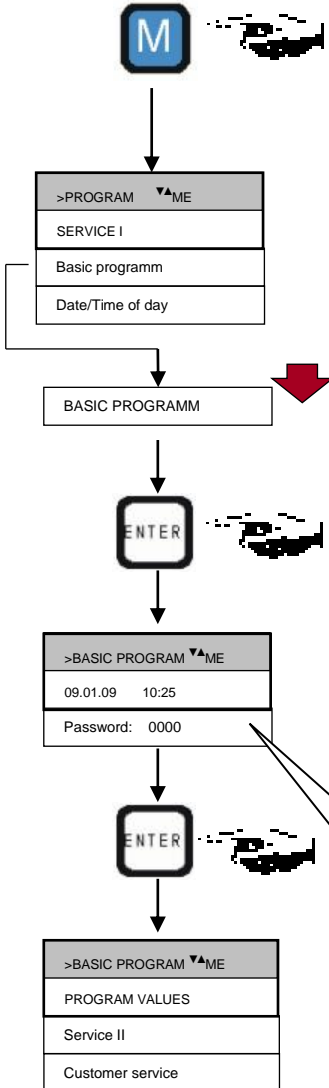 M
>PROGRAM ▼▲ME
SERVICE I
Basic programm
Date/Time of day
BASIC PROGRAMM
ENTER
>BASIC PROGRAM ▼▲ME
09.01.09 10:25
Password: 0000
ENTER
>BASIC PROGRAM ▼▲ME
PROGRAM VALUES
Service II
Customer service